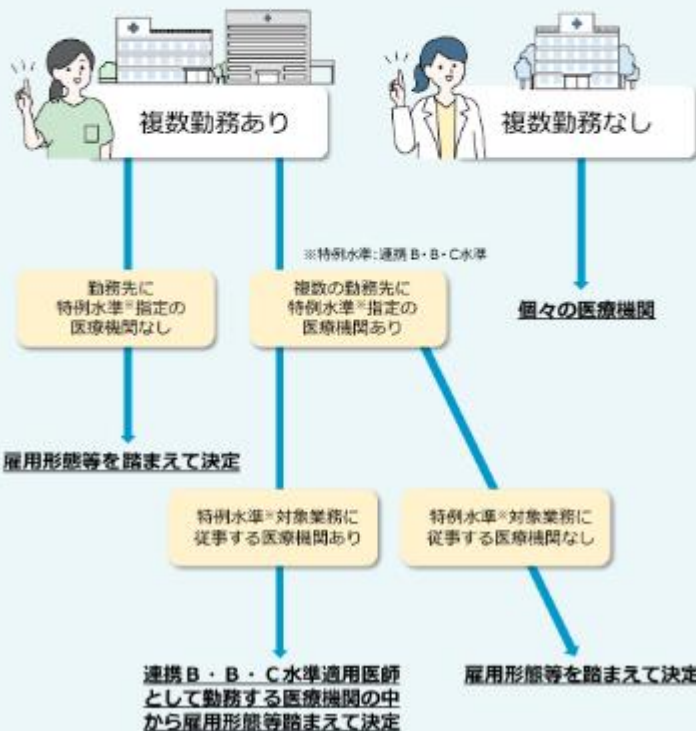 複数勤務あり
複数勤務なし
※特例水準:連携B・B・C水準
勤務先に
特例水準※指定の
医療機関なし
複数の勤務先に
特例水準※指定の
医療機関あり
個々の医療機関
雇用形態等を踏まえて決定
特例水準※対象業務に
従事する医療機関あり
特例水準※対象業務に
従事する医療機関なし
連携B・B・C水準適用医師
として勤務する医療機関の中
から雇用形態等踏まえて決定
雇用形態等を踏まえて決定